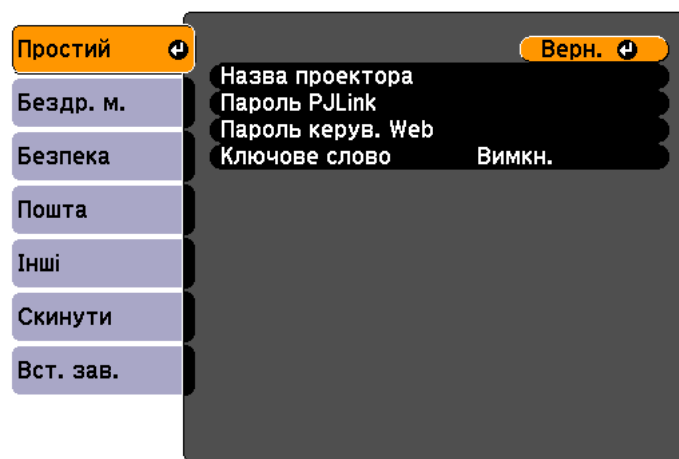 Простий
Бездр. м.
Безпека
Пошта
Інші
Скинути
Вст. зав.
Верн.
Назва проектора
Пароль PJLink
Пароль керув. Web
Ключове слово Вимкн.